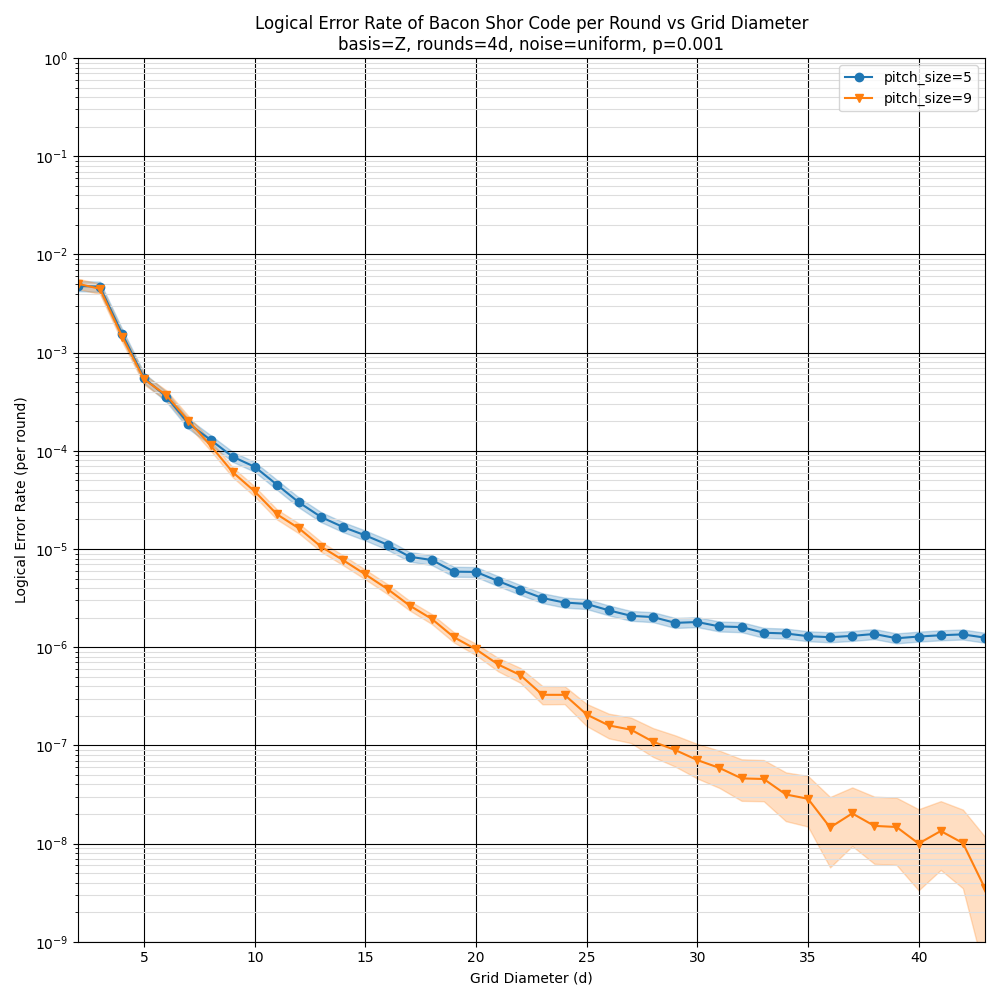 Logical Error Rate of Bacon Shor Code per Round vs Grid Diameter
basis=Z, rounds=4d, noise=uniform, p=0.001
pitch_size=5
pitch_size=9
Logical Error Rate (per round)
10⁰
10⁻¹
10⁻²
10⁻³
10⁻⁴
10⁻⁵
10⁻⁶
10⁻⁷
10⁻⁸
10⁻⁹
5 10 15 20 25 30 35 40
Grid Diameter (d)